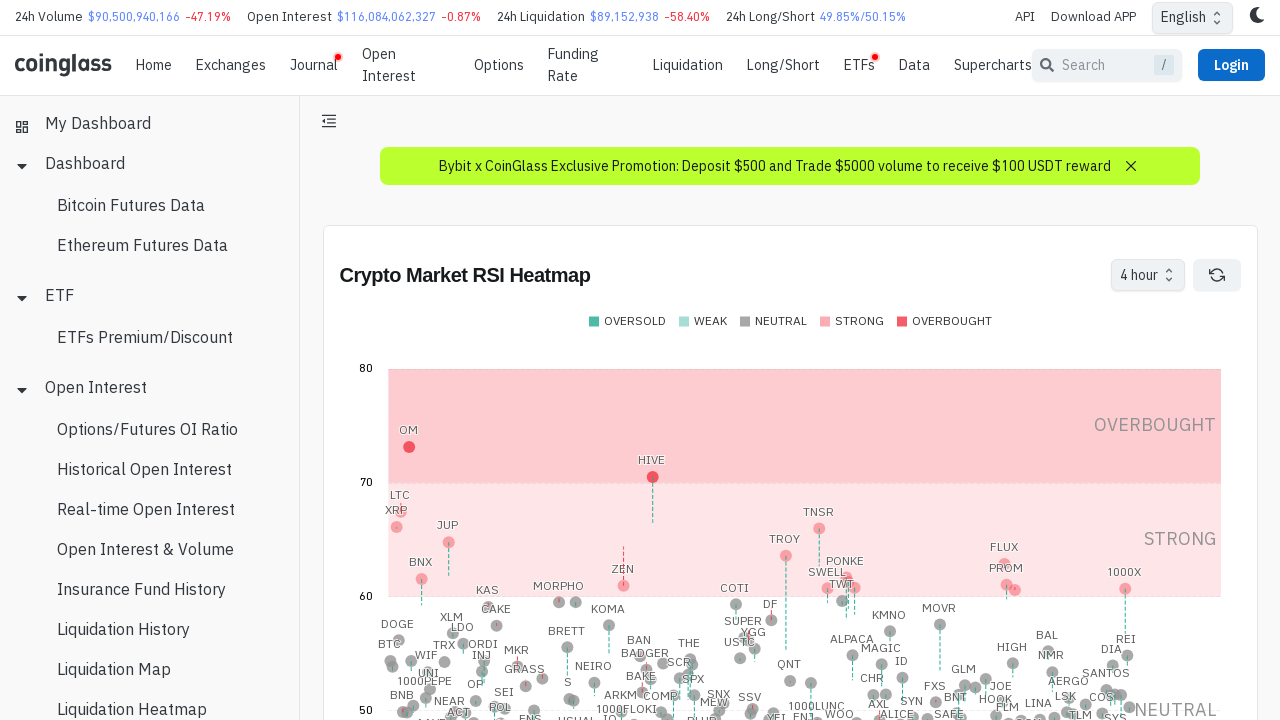 24h Volume $90,500,940,166 -47.19% Open Interest $116,084,062,327 -0.87% 24h Liquidation $89,152,938 -58.40% 24h Long/Short 49.85%/50.15% API Download APP English
coinglass Home Exchanges Journal Open Interest Options Funding Rate Liquidation Long/Short ETFs Data Supercharts Search / Login
My Dashboard
Dashboard
Bitcoin Futures Data
Ethereum Futures Data
ETF
ETFs Premium/Discount
Open Interest
Options/Futures OI Ratio
Historical Open Interest
Real-time Open Interest
Open Interest & Volume
Insurance Fund History
Liquidation History
Liquidation Map
Liquidation Heatmap
Bybit x CoinGlass Exclusive Promotion: Deposit $500 and Trade $5000 volume to receive $100 USDT reward
Crypto Market RSI Heatmap
4 hour
OVERSOLD WEAK NEUTRAL STRONG OVERBOUGHT
80
OVERBOUGHT
OM
HIVE
70
LTC
XRP
TNSR
JUP
TROY
STRONG
FLUX
ZEN
BNX
PONKE
PROM
SWELL
1000X
TWT
MORPHO
COTI
KAS
60
DF
CAKE
KOMA
MOVR
KMNO
XLM
SUPER
DOGE
LDO
BRETT
YGG
BAL
BTC
TRX
ORDI
BAN
THE
USTC
ALPACA
REI
MKR
MAGIC
HIGH
DIA
WIF
INJ
BADGER
NMR
SCR
ID
NEIRO
QNT
GRASS
GLM
UNI
BAKE
SPX
CHR
SANTOS
1000PEPE
OP
S
AERGO
FXS
JOE
BNB
SEI
ARKM
COMP
SNX
SSV
BNT
HOOK
LSK
COS
NEAR
POL
1000FLOKI
MEW
1000LUNC
AXL
FLM
LINA
50
NEUTRAL
ACT
ENS
WOO
ALICE
SAFE
TLM
SYS